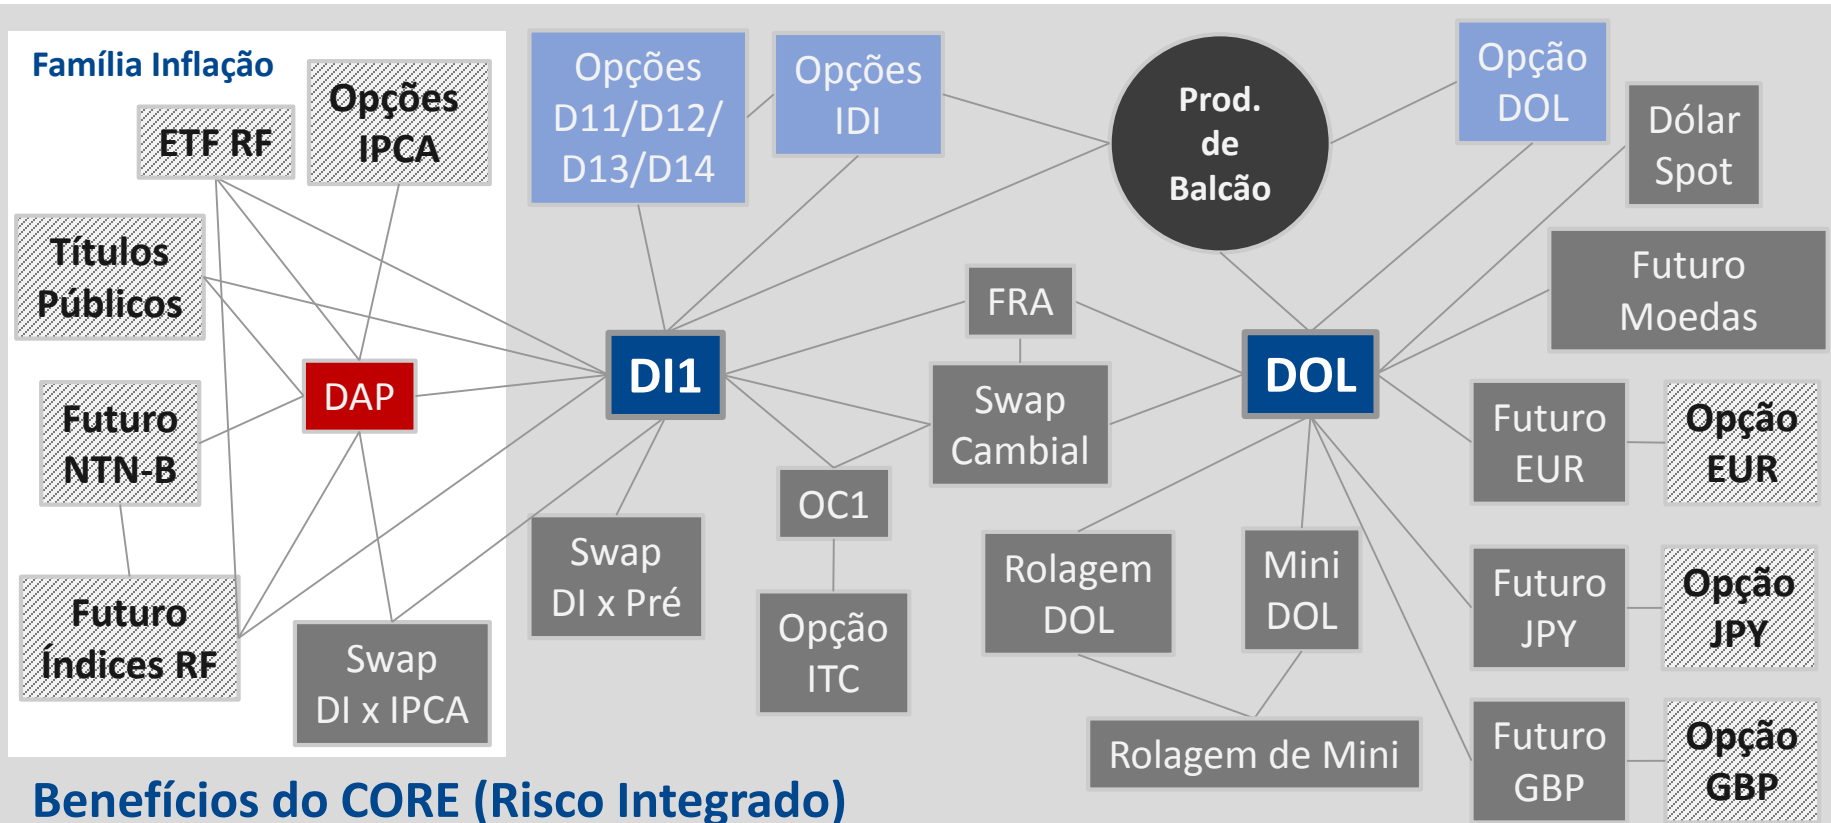 Família Inflação
ETF RF
Opções
IPCA
Títulos
Públicos
DAP
Futuro
NTN-B
Futuro
Índices RF
Swap
DI x IPCA
Opções
D11/D12/
D13/D14
Opções
IDI
Prod.
de
Balcão
Opção
DOL
Dólar
Spot
Futuro
Moedas
FRA
DI1
DOL
Swap
Cambial
Futuro
EUR
Opção
EUR
OC1
Swap
DI x Pré
Rolagem
DOL
Mini
DOL
Futuro
JPY
Opção
JPY
Opção
ITC
Rolagem de Mini
Futuro
GBP
Opção
GBP
Benefícios do CORE (Risco Integrado)